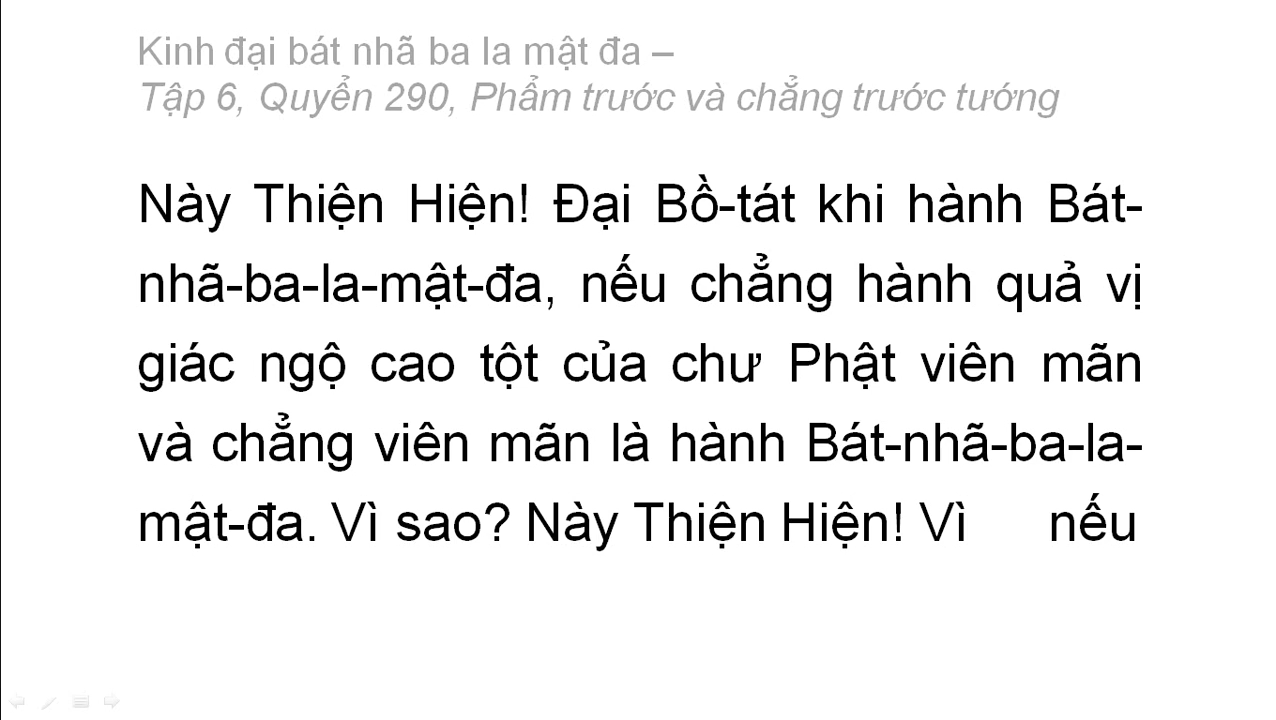 Kinh đại bát nhã ba la mật đa –
Tập 6, Quyển 290, Phẩm trước và chẳng trước tướng
Này Thiện Hiện! Đại Bồ-tát khi hành Bát-
nhã-ba-la-mật-đa, nếu chẳng hành quả vị
giác ngộ cao tột của chư Phật viên mãn
và chẳng viên mãn là hành Bát-nhã-ba-la-
mật-đa. Vì sao? Này Thiện Hiện! Vì nếu